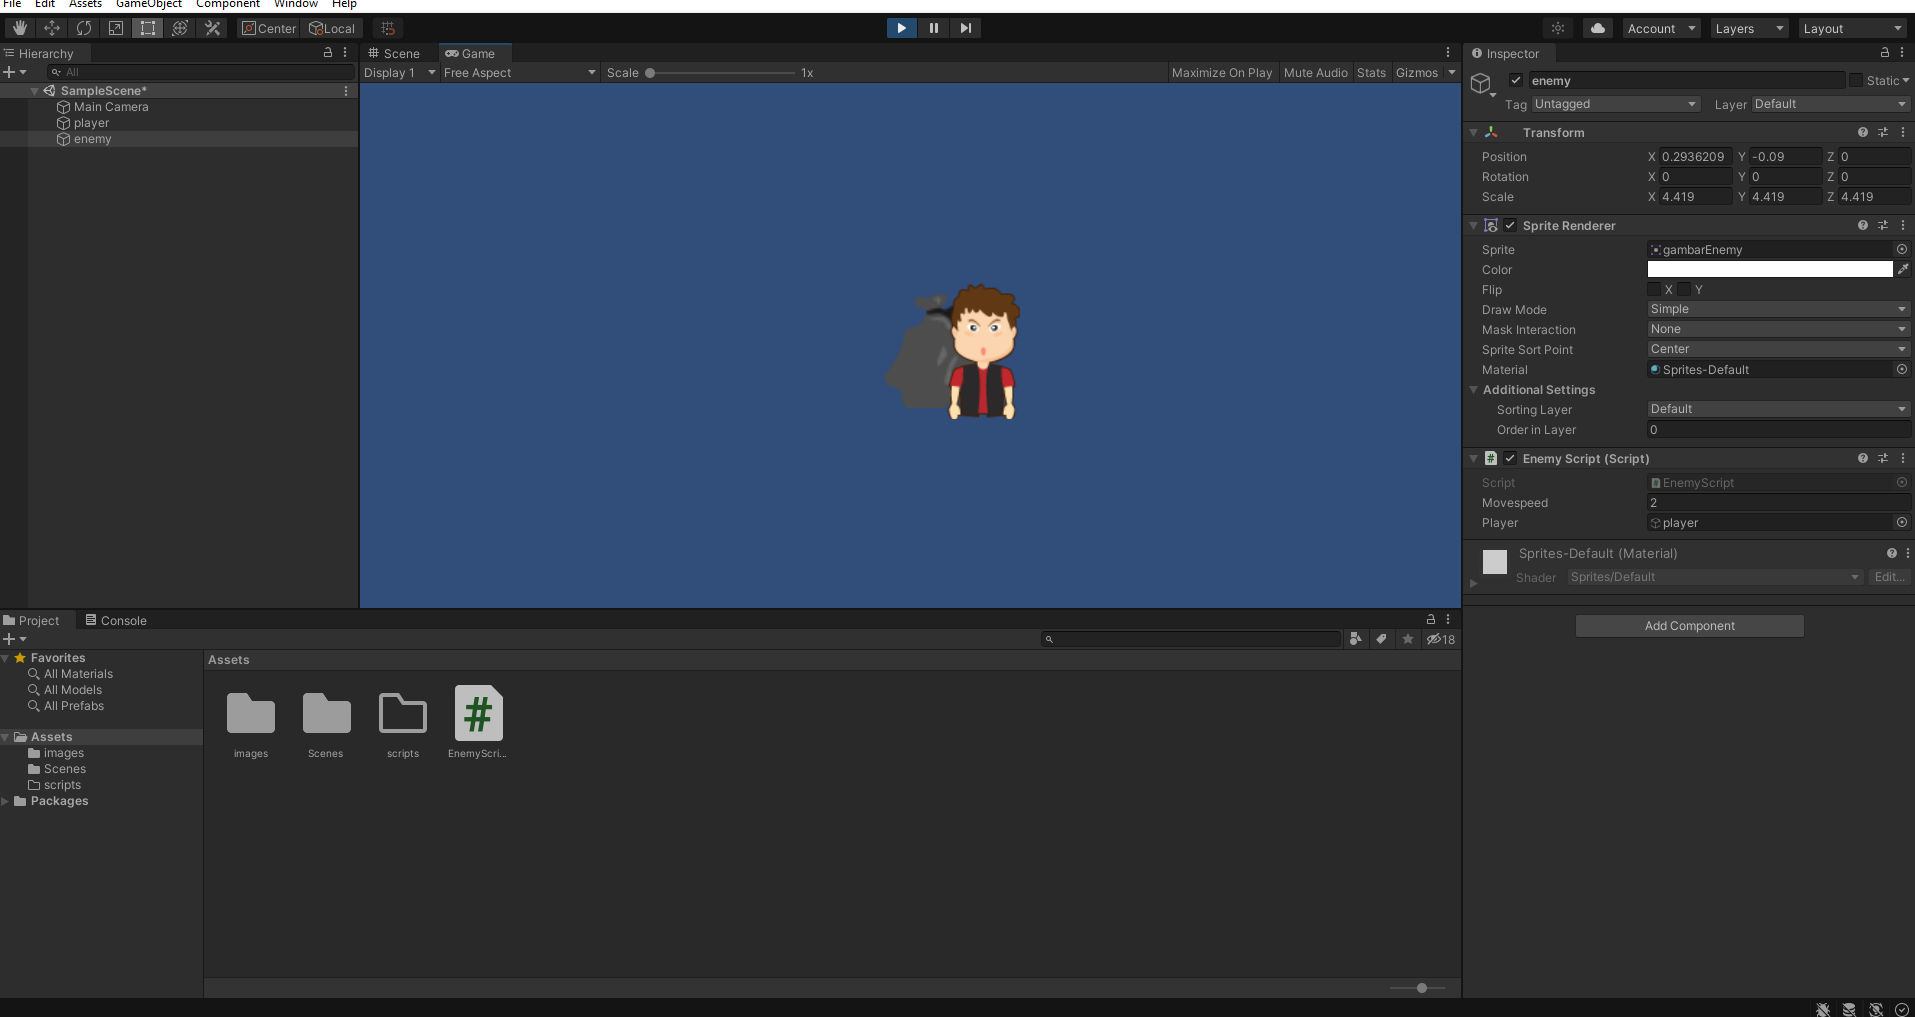 File Edit Assets GameObject Component Window Help
Center Local Account Layers Layout
Hierarchy
All
SampleScene*
Main Camera
player
enemy
Scene Game
Display 1 Free Aspect Scale 1x Maximize On Play Mute Audio Stats Gizmos
Inspector
enemy Static
Tag Untagged Layer Default
Transform
Position X 0.2936209 Y -0.09 Z 0
Rotation X 0 Y 0 Z 0
Scale X 4.419 Y 4.419 Z 4.419
Sprite Renderer
Sprite gambarEnemy
Color
Flip X Y
Draw Mode Simple
Mask Interaction None
Sprite Sort Point Center
Material Sprites-Default
Additional Settings
Sorting Layer Default
Order in Layer 0
# Enemy Script (Script)
Script EnemyScript
Movespeed 2
Player player
Sprites-Default (Material)
Shader Sprites/Default Edit...
Add Component
Project Console
18
Favorites
All Materials
All Models
All Prefabs
Assets
images
Scenes
scripts
Packages
Assets
#
images Scenes scripts EnemyScri...